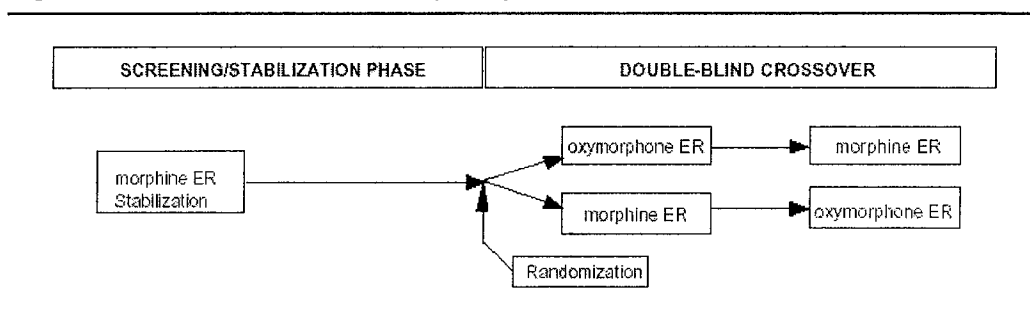 SCREENING/STABILIZATION PHASE
DOUBLE-BLIND CROSSOVER
oxymorphone ER
morphine ER
morphine ER
Stabilization
morphine ER
oxymorphone ER
Randomization